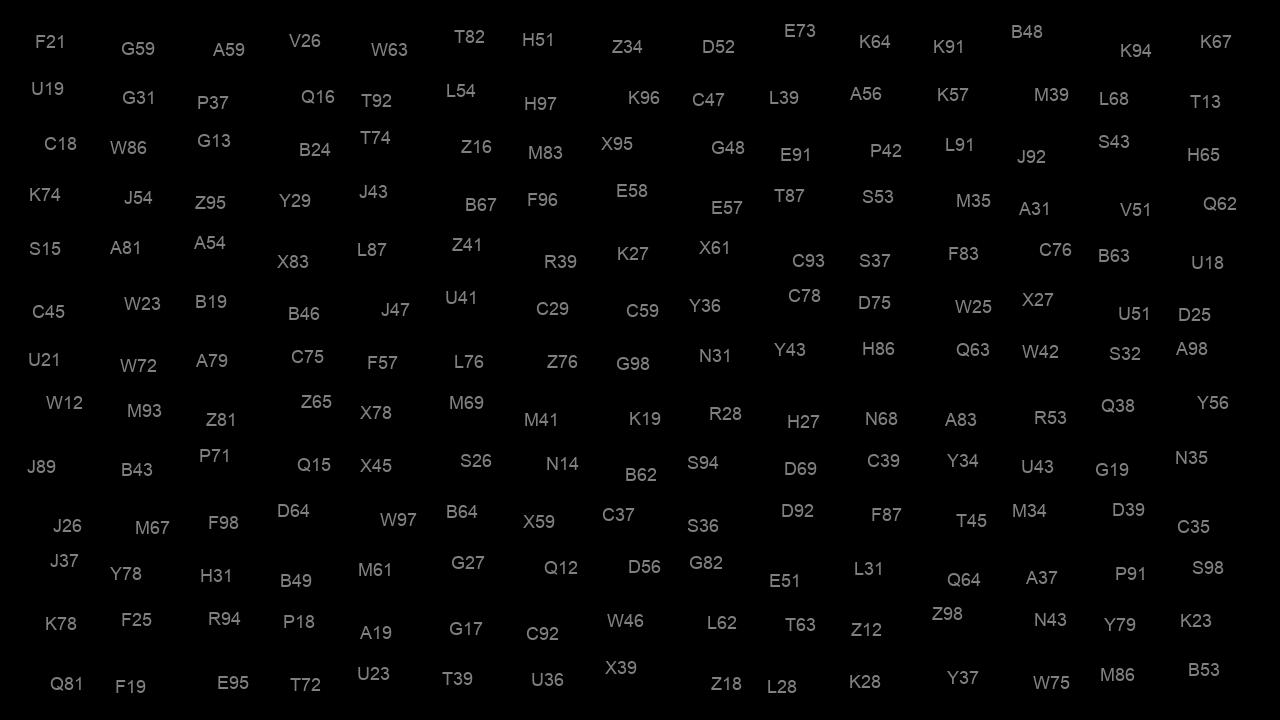 F21 G59 A59 V26 W63 T82 H51 Z34 D52 E73 K64 K91 B48 K94 K67
U19 G31 P37 Q16 T92 L54 H97 K96 C47 L39 A56 K57 M39 L68 T13
C18 W86 G13 B24 T74 Z16 M83 X95 G48 E91 P42 L91 J92 S43 H65
K74 J54 Z95 Y29 J43 B67 F96 E58 E57 T87 S53 M35 A31 V51 Q62
S15 A81 A54 X83 L87 Z41 R39 K27 X61 C93 S37 F83 C76 B63 U18
C45 W23 B19 B46 J47 U41 C29 C59 Y36 C78 D75 W25 X27 U51 D25
U21 W72 A79 C75 F57 L76 Z76 G98 N31 Y43 H86 Q63 W42 S32 A98
W12 M93 Z81 Z65 X78 M69 M41 K19 R28 H27 N68 A83 R53 Q38 Y56
J89 B43 P71 Q15 X45 S26 N14 B62 S94 D69 C39 Y34 U43 G19 N35
J26 M67 F98 D64 W97 B64 X59 C37 S36 D92 F87 T45 M34 D39 C35
J37 Y78 H31 B49 M61 G27 Q12 D56 G82 E51 L31 Q64 A37 P91 S98
K78 F25 R94 P18 A19 G17 C92 W46 L62 T63 Z12 Z98 N43 Y79 K23
Q81 F19 E95 T72 U23 T39 U36 X39 Z18 L28 K28 Y37 W75 M86 B53